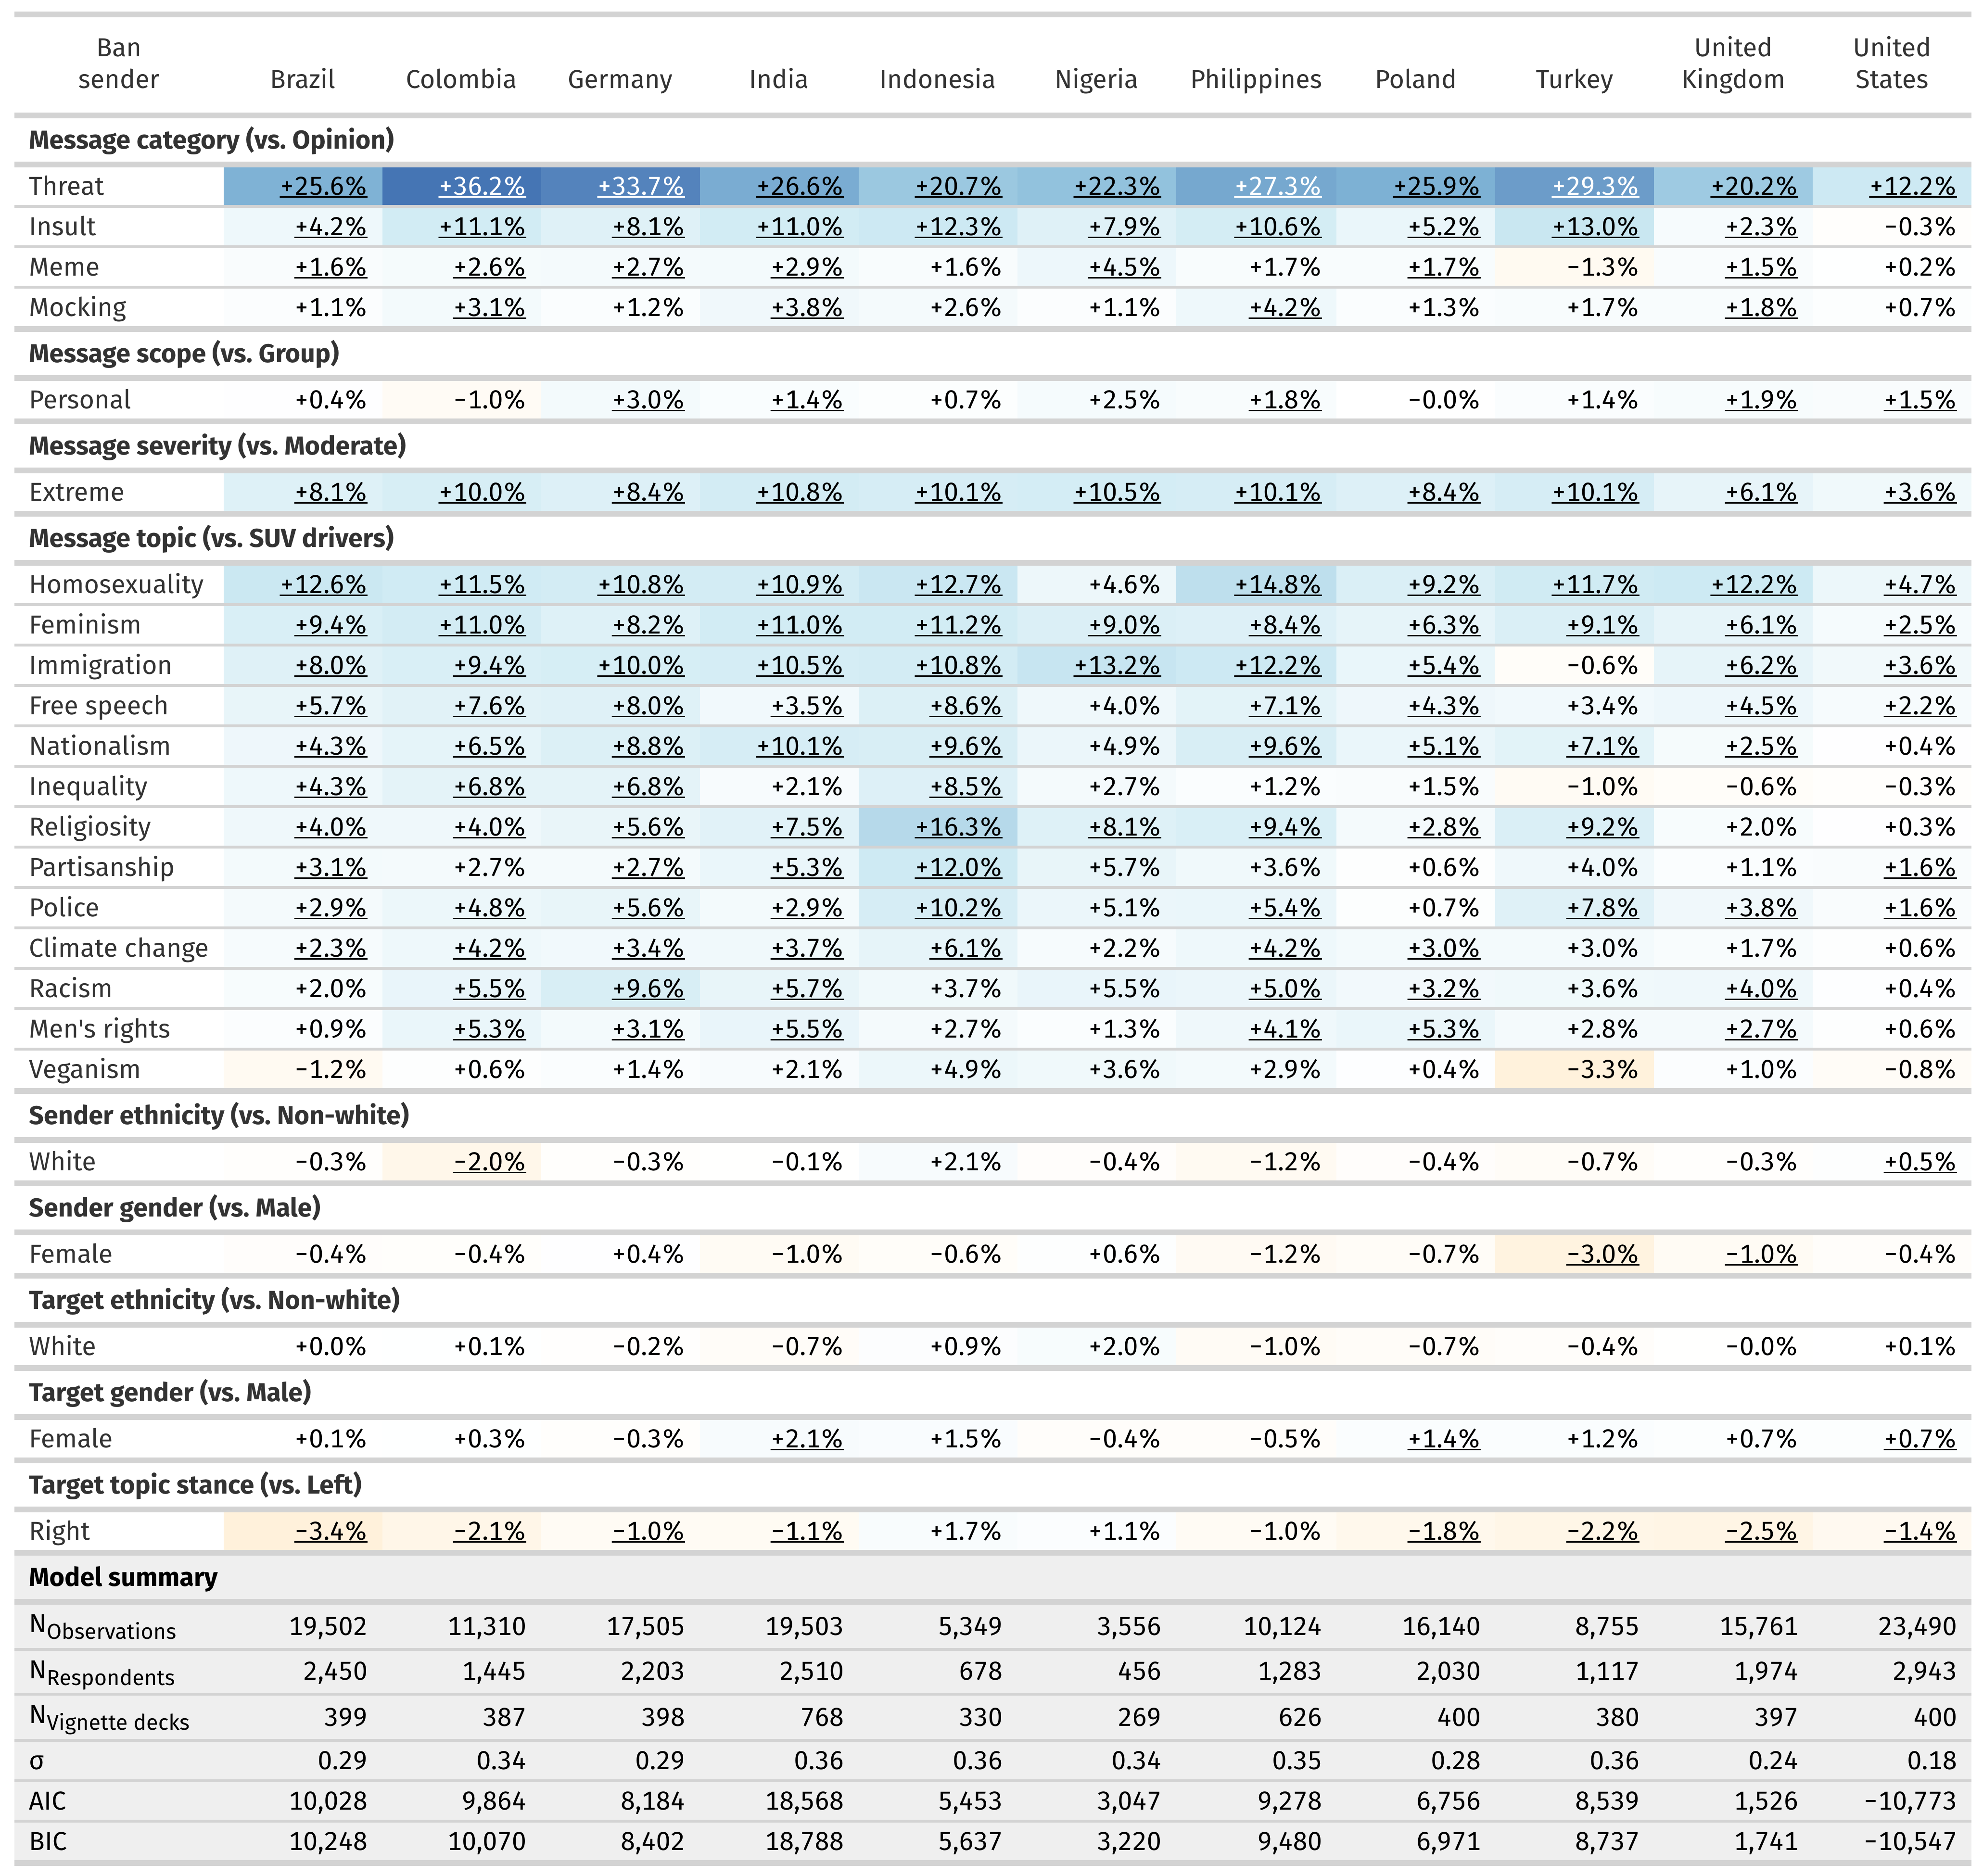 Ban sender Brazil Colombia Germany India Indonesia Nigeria Philippines Poland Turkey United Kingdom United States
Message category (vs. Opinion)
Threat +25.6% +36.2% +33.7% +26.6% +20.7% +22.3% +27.3% +25.9% +29.3% +20.2% +12.2%
Insult +4.2% +11.1% +8.1% +11.0% +12.3% +7.9% +10.6% +5.2% +13.0% +2.3% −0.3%
Meme +1.6% +2.6% +2.7% +2.9% +1.6% +4.5% +1.7% +1.7% −1.3% +1.5% +0.2%
Mocking +1.1% +3.1% +1.2% +3.8% +2.6% +1.1% +4.2% +1.3% +1.7% +1.8% +0.7%
Message scope (vs. Group)
Personal +0.4% −1.0% +3.0% +1.4% +0.7% +2.5% +1.8% −0.0% +1.4% +1.9% +1.5%
Message severity (vs. Moderate)
Extreme +8.1% +10.0% +8.4% +10.8% +10.1% +10.5% +10.1% +8.4% +10.1% +6.1% +3.6%
Message topic (vs. SUV drivers)
Homosexuality +12.6% +11.5% +10.8% +10.9% +12.7% +4.6% +14.8% +9.2% +11.7% +12.2% +4.7%
Feminism +9.4% +11.0% +8.2% +11.0% +11.2% +9.0% +8.4% +6.3% +9.1% +6.1% +2.5%
Immigration +8.0% +9.4% +10.0% +10.5% +10.8% +13.2% +12.2% +5.4% −0.6% +6.2% +3.6%
Free speech +5.7% +7.6% +8.0% +3.5% +8.6% +4.0% +7.1% +4.3% +3.4% +4.5% +2.2%
Nationalism +4.3% +6.5% +8.8% +10.1% +9.6% +4.9% +9.6% +5.1% +7.1% +2.5% +0.4%
Inequality +4.3% +6.8% +6.8% +2.1% +8.5% +2.7% +1.2% +1.5% −1.0% −0.6% −0.3%
Religiosity +4.0% +4.0% +5.6% +7.5% +16.3% +8.1% +9.4% +2.8% +9.2% +2.0% +0.3%
Partisanship +3.1% +2.7% +2.7% +5.3% +12.0% +5.7% +3.6% +0.6% +4.0% +1.1% +1.6%
Police +2.9% +4.8% +5.6% +2.9% +10.2% +5.1% +5.4% +0.7% +7.8% +3.8% +1.6%
Climate change +2.3% +4.2% +3.4% +3.7% +6.1% +2.2% +4.2% +3.0% +3.0% +1.7% +0.6%
Racism +2.0% +5.5% +9.6% +5.7% +3.7% +5.5% +5.0% +3.2% +3.6% +4.0% +0.4%
Men's rights +0.9% +5.3% +3.1% +5.5% +2.7% +1.3% +4.1% +5.3% +2.8% +2.7% +0.6%
Veganism −1.2% +0.6% +1.4% +2.1% +4.9% +3.6% +2.9% +0.4% −3.3% +1.0% −0.8%
Sender ethnicity (vs. Non-white)
White −0.3% −2.0% −0.3% −0.1% +2.1% −0.4% −1.2% −0.4% −0.7% −0.3% +0.5%
Sender gender (vs. Male)
Female −0.4% −0.4% +0.4% −1.0% −0.6% +0.6% −1.2% −0.7% −3.0% −1.0% −0.4%
Target ethnicity (vs. Non-white)
White +0.0% +0.1% −0.2% −0.7% +0.9% +2.0% −1.0% −0.7% −0.4% −0.0% +0.1%
Target gender (vs. Male)
Female +0.1% +0.3% −0.3% +2.1% +1.5% −0.4% −0.5% +1.4% +1.2% +0.7% +0.7%
Target topic stance (vs. Left)
Right −3.4% −2.1% −1.0% −1.1% +1.7% +1.1% −1.0% −1.8% −2.2% −2.5% −1.4%
Model summary
NObservations 19,502 11,310 17,505 19,503 5,349 3,556 10,124 16,140 8,755 15,761 23,490
NRespondents 2,450 1,445 2,203 2,510 678 456 1,283 2,030 1,117 1,974 2,943
NVignette decks 399 387 398 768 330 269 626 400 380 397 400
σ 0.29 0.34 0.29 0.36 0.36 0.34 0.35 0.28 0.36 0.24 0.18
AIC 10,028 9,864 8,184 18,568 5,453 3,047 9,278 6,756 8,539 1,526 −10,773
BIC 10,248 10,070 8,402 18,788 5,637 3,220 9,480 6,971 8,737 1,741 −10,547